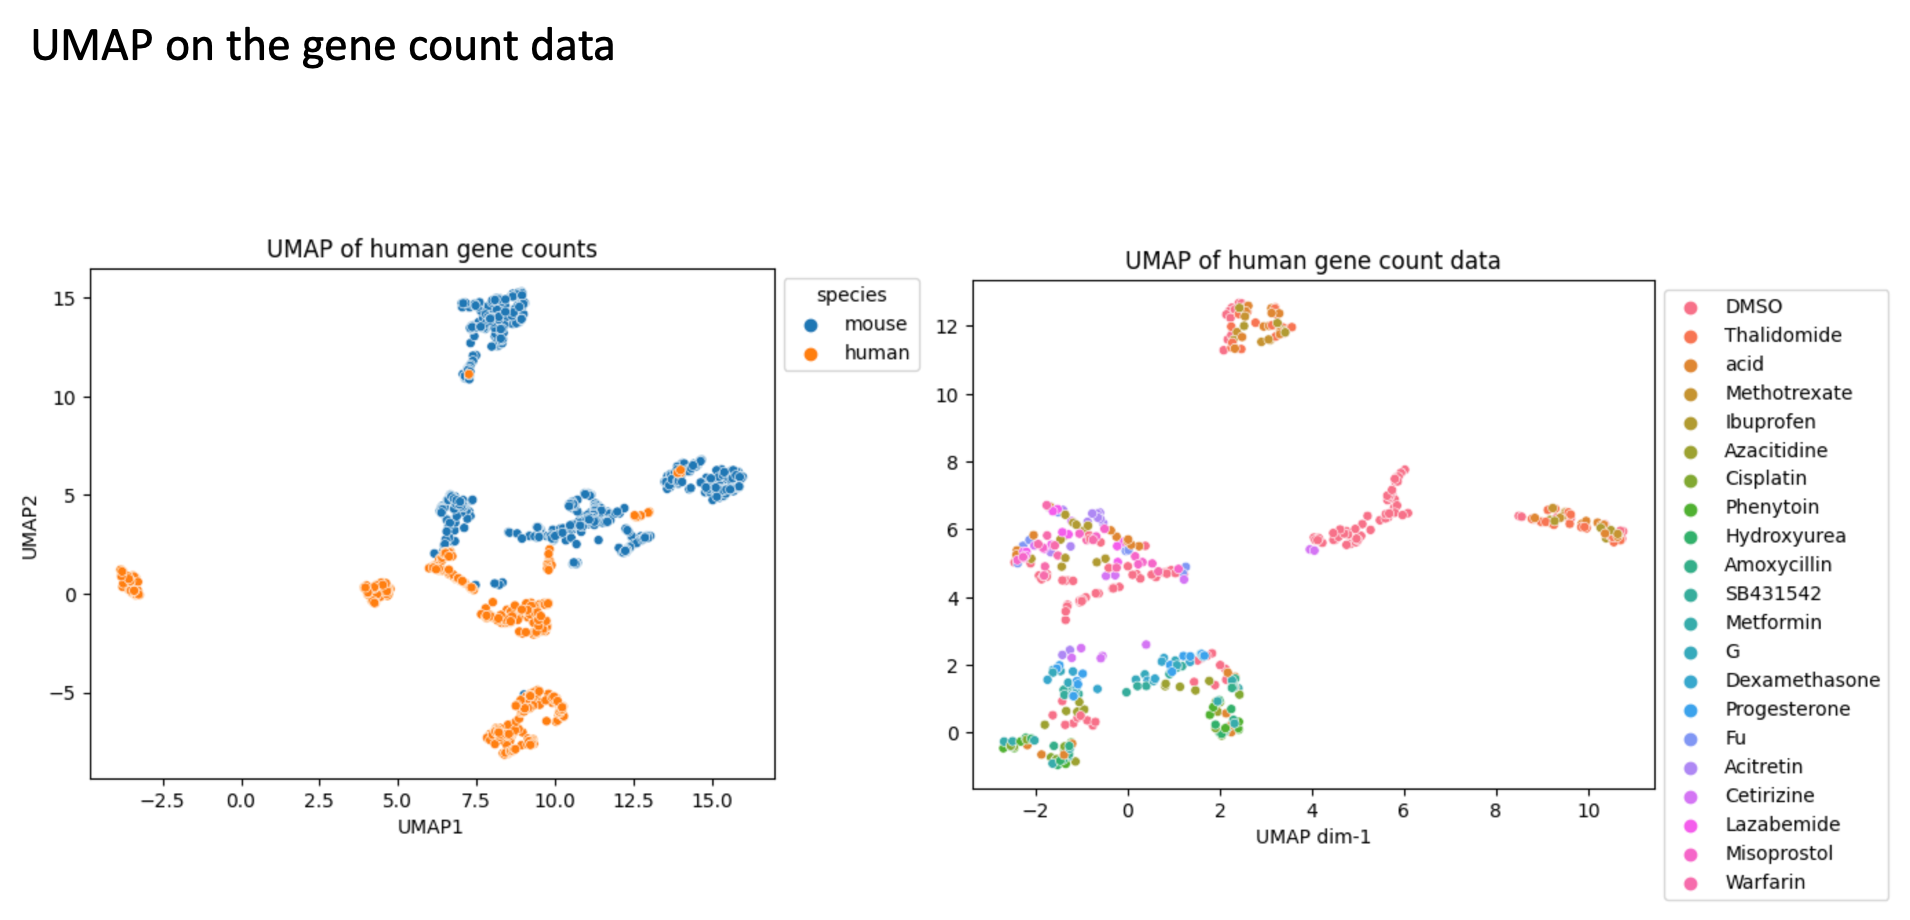 UMAP on the gene count data
UMAP of human gene counts
15
10
5
0
−5
UMAP2
−2.5 0.0 2.5 5.0 7.5 10.0 12.5 15.0
UMAP1
species
mouse
human
UMAP of human gene count data
12
10
8
6
4
2
0
−2 0 2 4 6 8 10
UMAP dim-1
DMSO
Thalidomide
acid
Methotrexate
Ibuprofen
Azacitidine
Cisplatin
Phenytoin
Hydroxyurea
Amoxycillin
SB431542
Metformin
G
Dexamethasone
Progesterone
Fu
Acitretin
Cetirizine
Lazabemide
Misoprostol
Warfarin